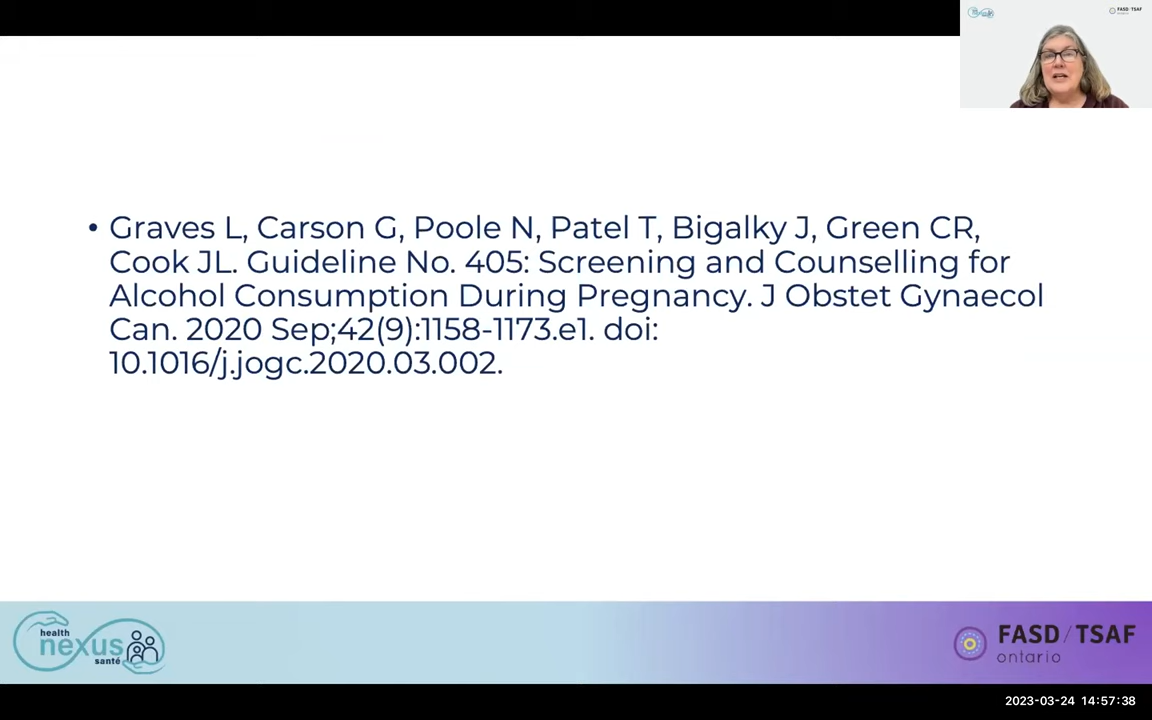 FASD / TSAF
• Graves L, Carson G, Poole N, Patel T, Bigalky J, Green CR,
Cook JL. Guideline No. 405: Screening and Counselling for
Alcohol Consumption During Pregnancy. J Obstet Gynaecol
Can. 2020 Sep;42(9):1158-1173.e1. doi:
10.1016/j.jogc.2020.03.002.
health
nexus
santé
FASD / TSAF
ontario
2023-03-24 14:57:38